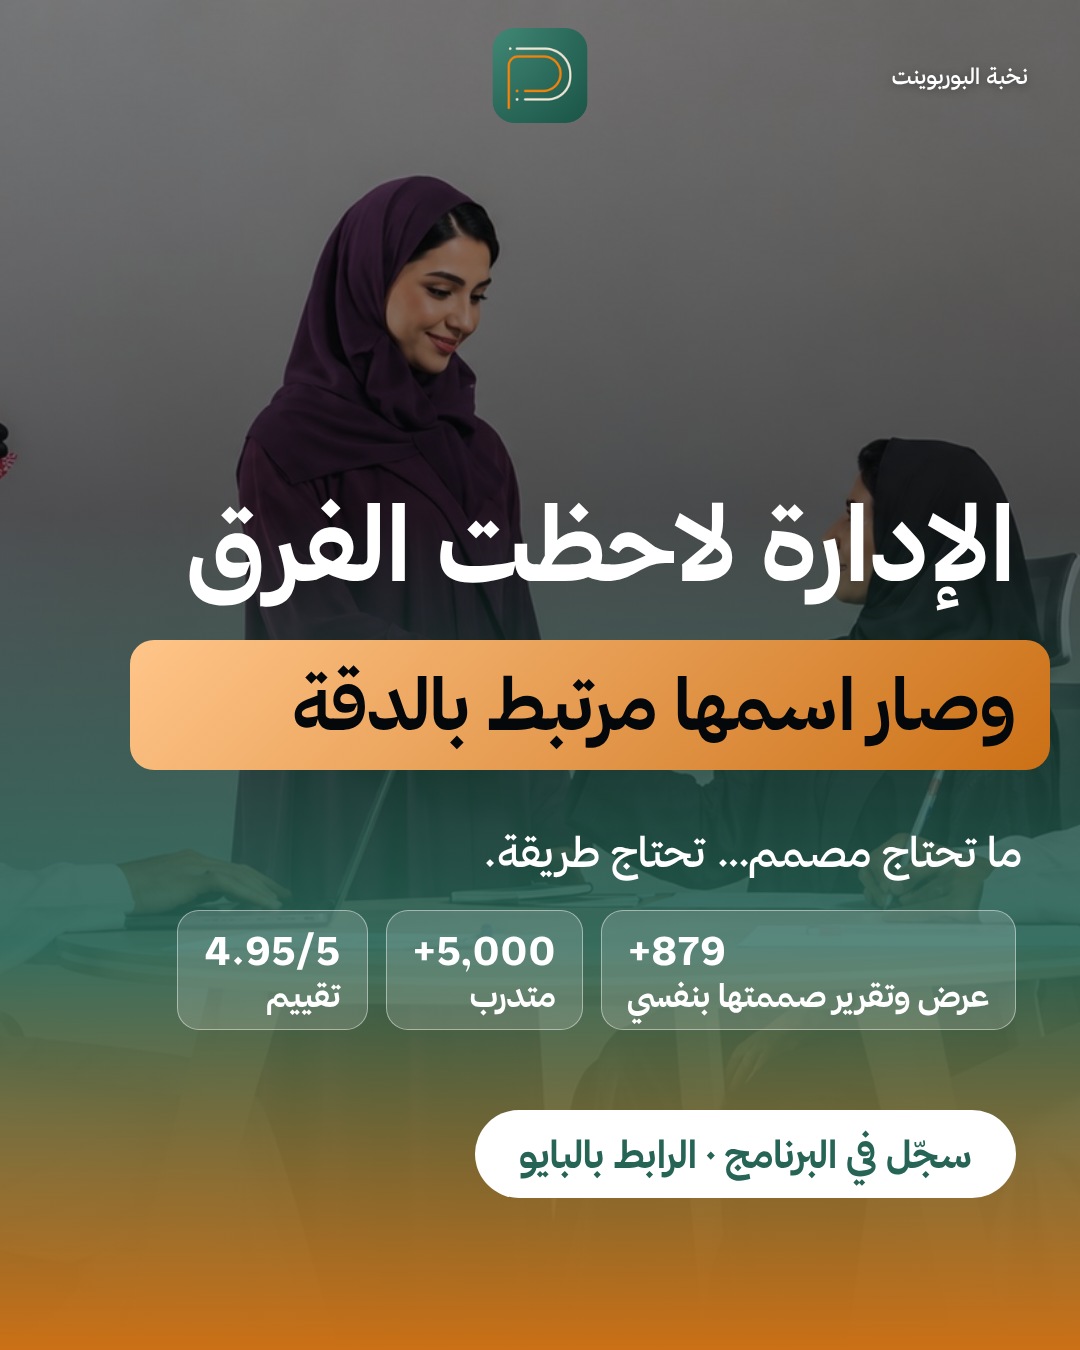 نخبة البوربوينت
الإدارة لاحظت الفرق
وصار اسمها مرتبط بالدقة
ما تحتاج مصمم... تحتاج طريقة.
+879
عرض وتقرير صممتها بنفسي
+5,000
متدرب
4.95/5
تقييم
سجّل في البرنامج · الرابط بالبايو